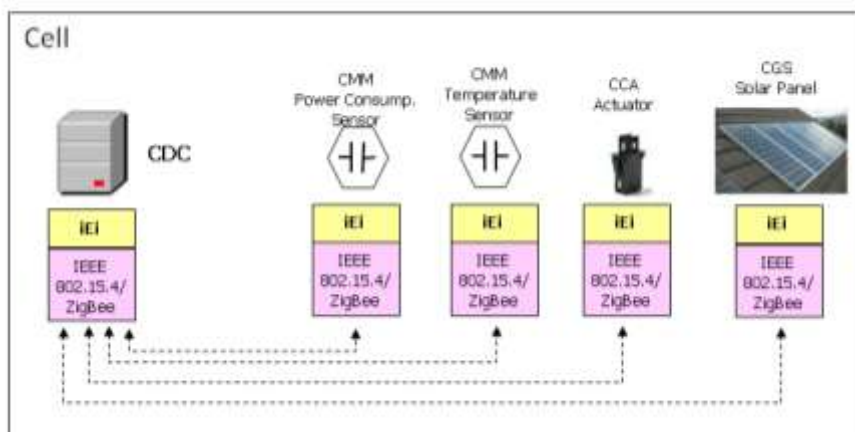 Cell
CMM
Power Consump.
Sensor
CMM
Temperature
Sensor
CCA
Actuator
CGS
Solar Panel
CDC
iEi
IEEE
802.15.4/
ZigBee
iEi
IEEE
802.15.4/
ZigBee
iEi
IEEE
802.15.4/
ZigBee
iEi
IEEE
802.15.4/
ZigBee
iEi
IEEE
802.15.4/
ZigBee